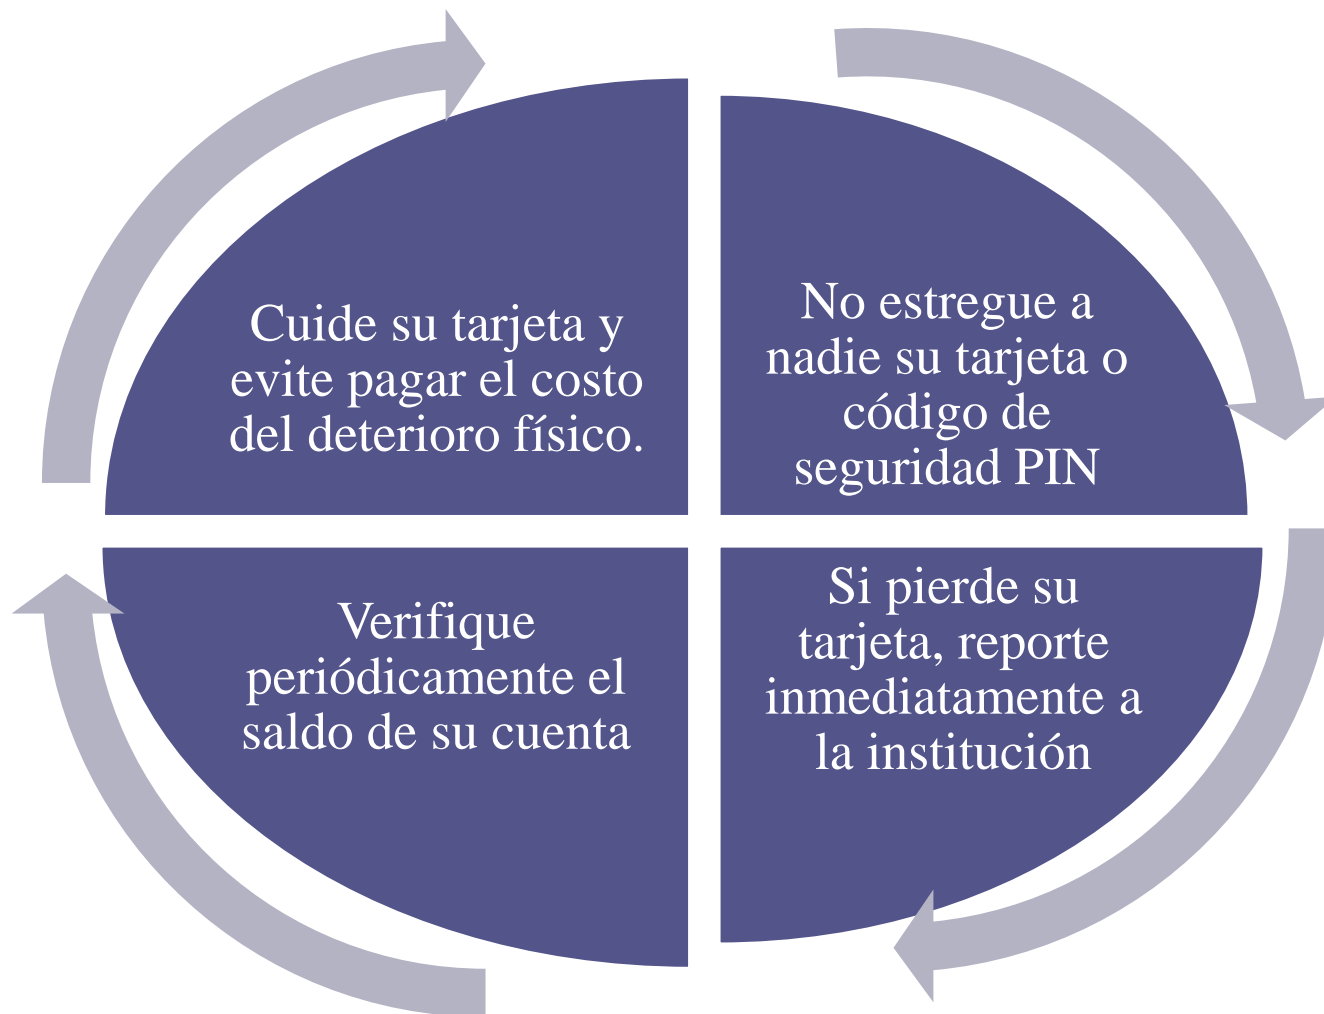 Cuide su tarjeta y
evite pagar el costo
del deterioro físico.
No estregue a
nadie su tarjeta o
código de
seguridad PIN
Si pierde su
tarjeta, reporte
inmediatamente a
la institución
Verifique
periódicamente el
saldo de su cuenta